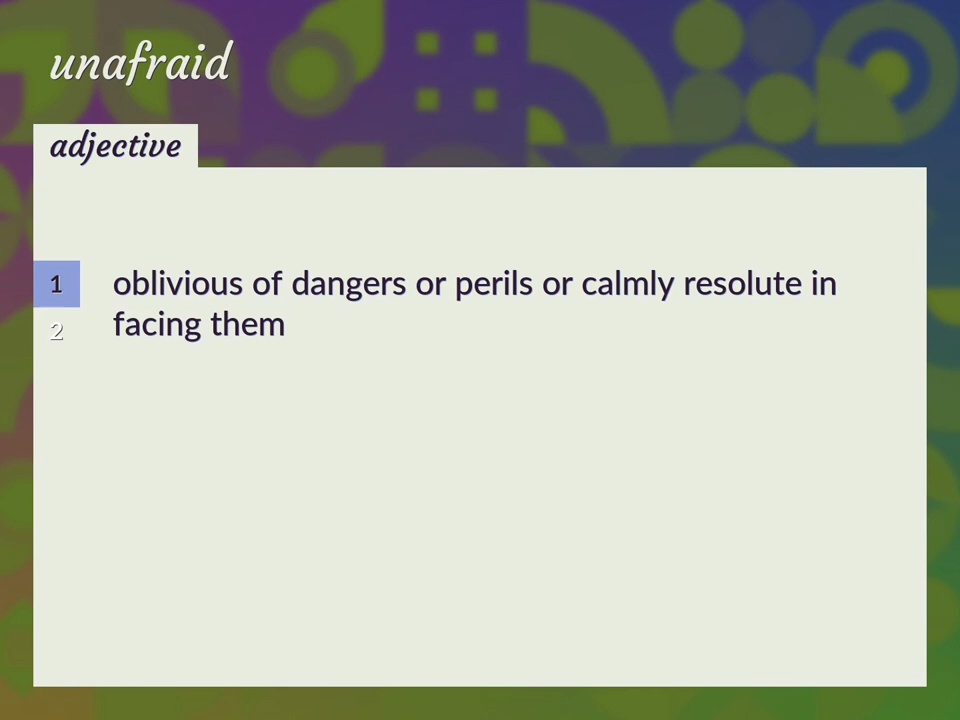 unafraid
adjective
1 oblivious of dangers or perils or calmly resolute in
2 facing them